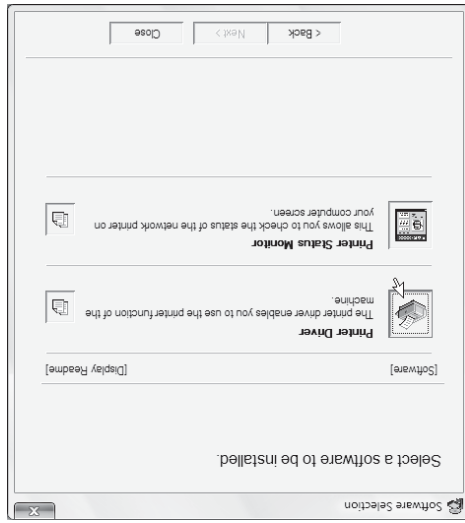 Software Selection
Select a software to be installed.
[Software] [Display Readme]
Printer Driver
The printer driver enables you to use the printer function of the
machine.
Printer Status Monitor
This allows you to check the status of the network printer on
your computer screen.
< Back Next > Close